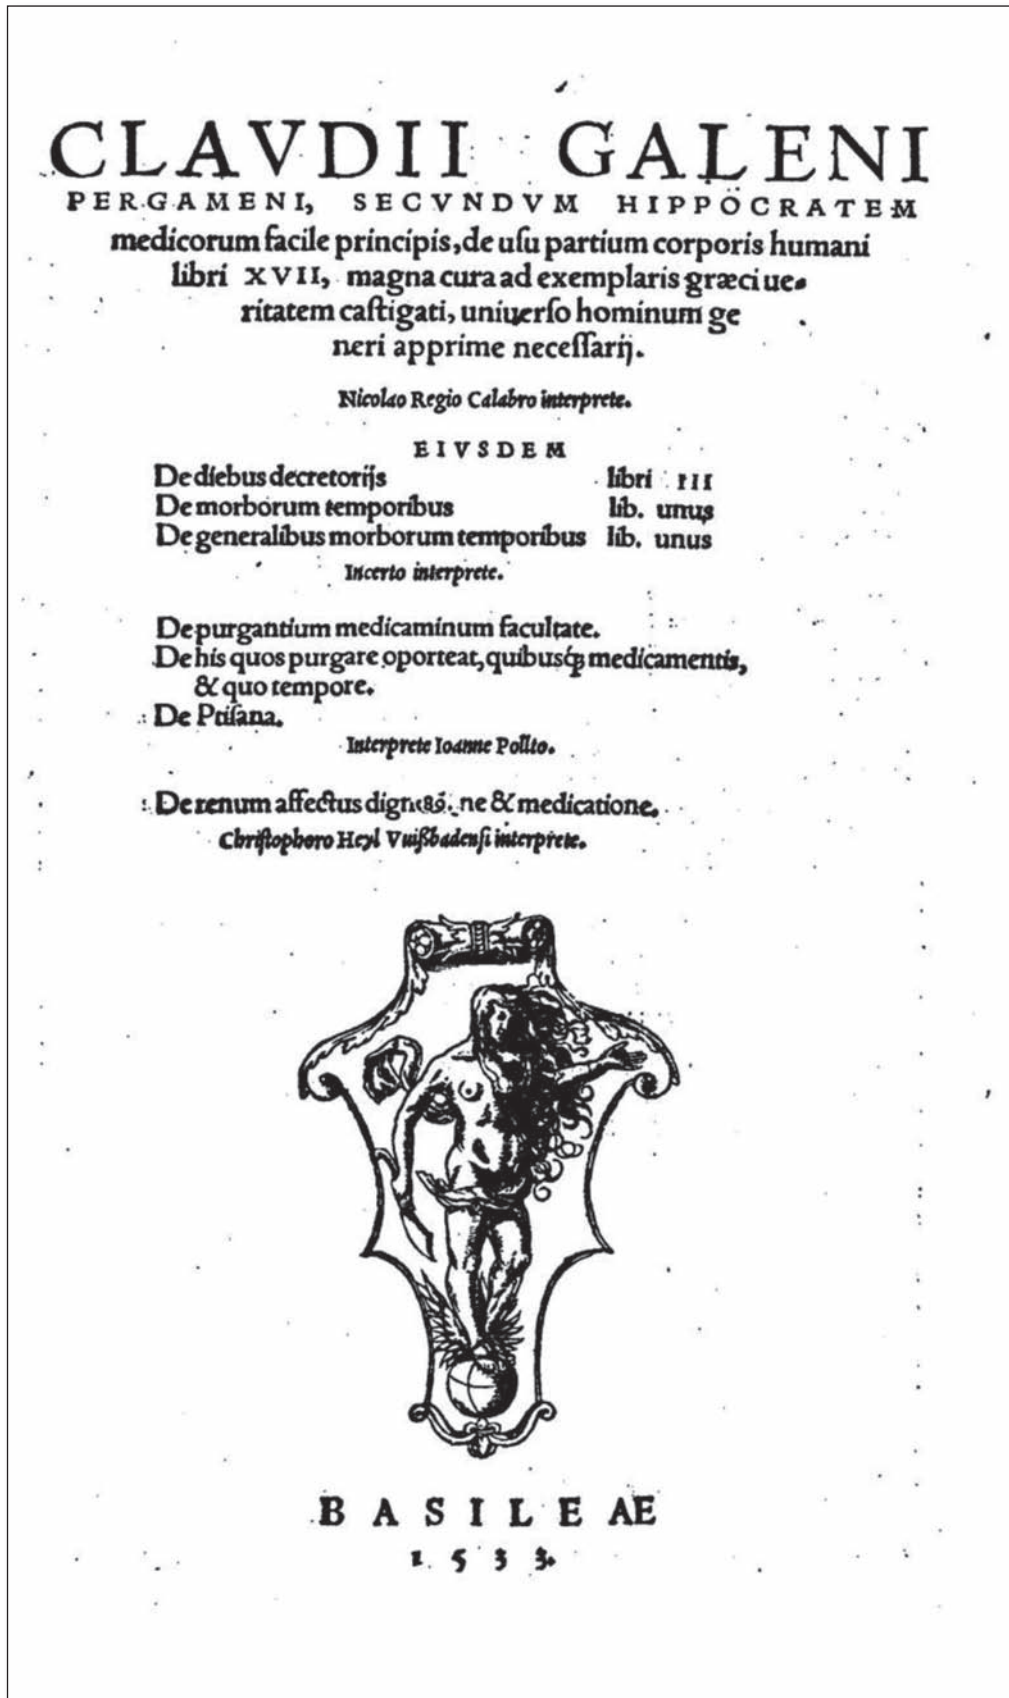 CLAVDII GALENI
PERGAMENI, SECVNDVM HIPPOCRATEM
medicorum facile principis, de uſu partium corporis humani
libri XVII, magna cura ad exemplaris græci ue-
ritatem caſtigati, uniuerſo hominum ge
neri apprime neceſſarij.
Nicolao Regio Calabro interprete.
EIVSDEM
De diebus decretorijs libri III
De morborum temporibus lib. unus
De generalibus morborum temporibus lib. unus
Incerto interprete.
De purgantium medicaminum facultate.
De his quos purgare oporteat, quibusꝙ medicamentis,
& quo tempore.
De Ptiſana.
Interprete Ioanne Polito.
De renum affectus ne & medicatione.
Chriſtophoro Heyl Vuiſbadenſi interprete.
BASILEAE
1533.